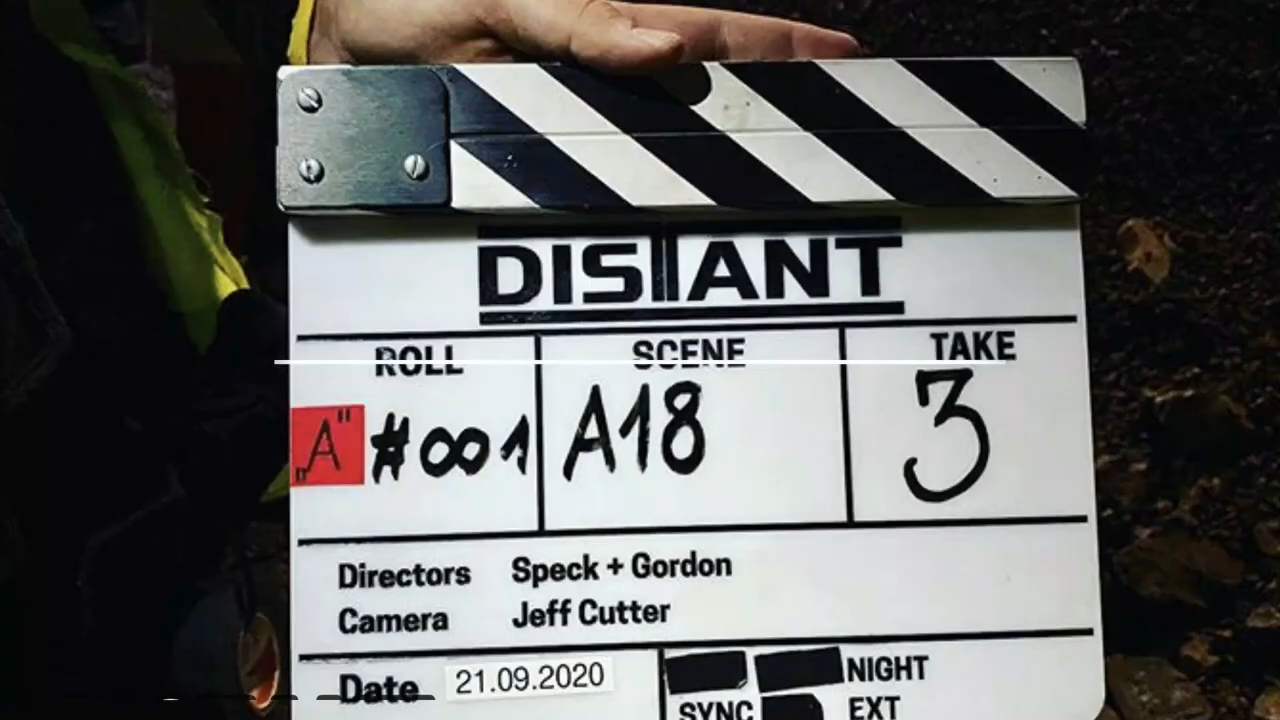 DISTANT
ROLL SCENE TAKE
„A" #001 A18 3
Directors Speck + Gordon
Camera Jeff Cutter
Date 21.09.2020 NIGHT
SYNC EXT